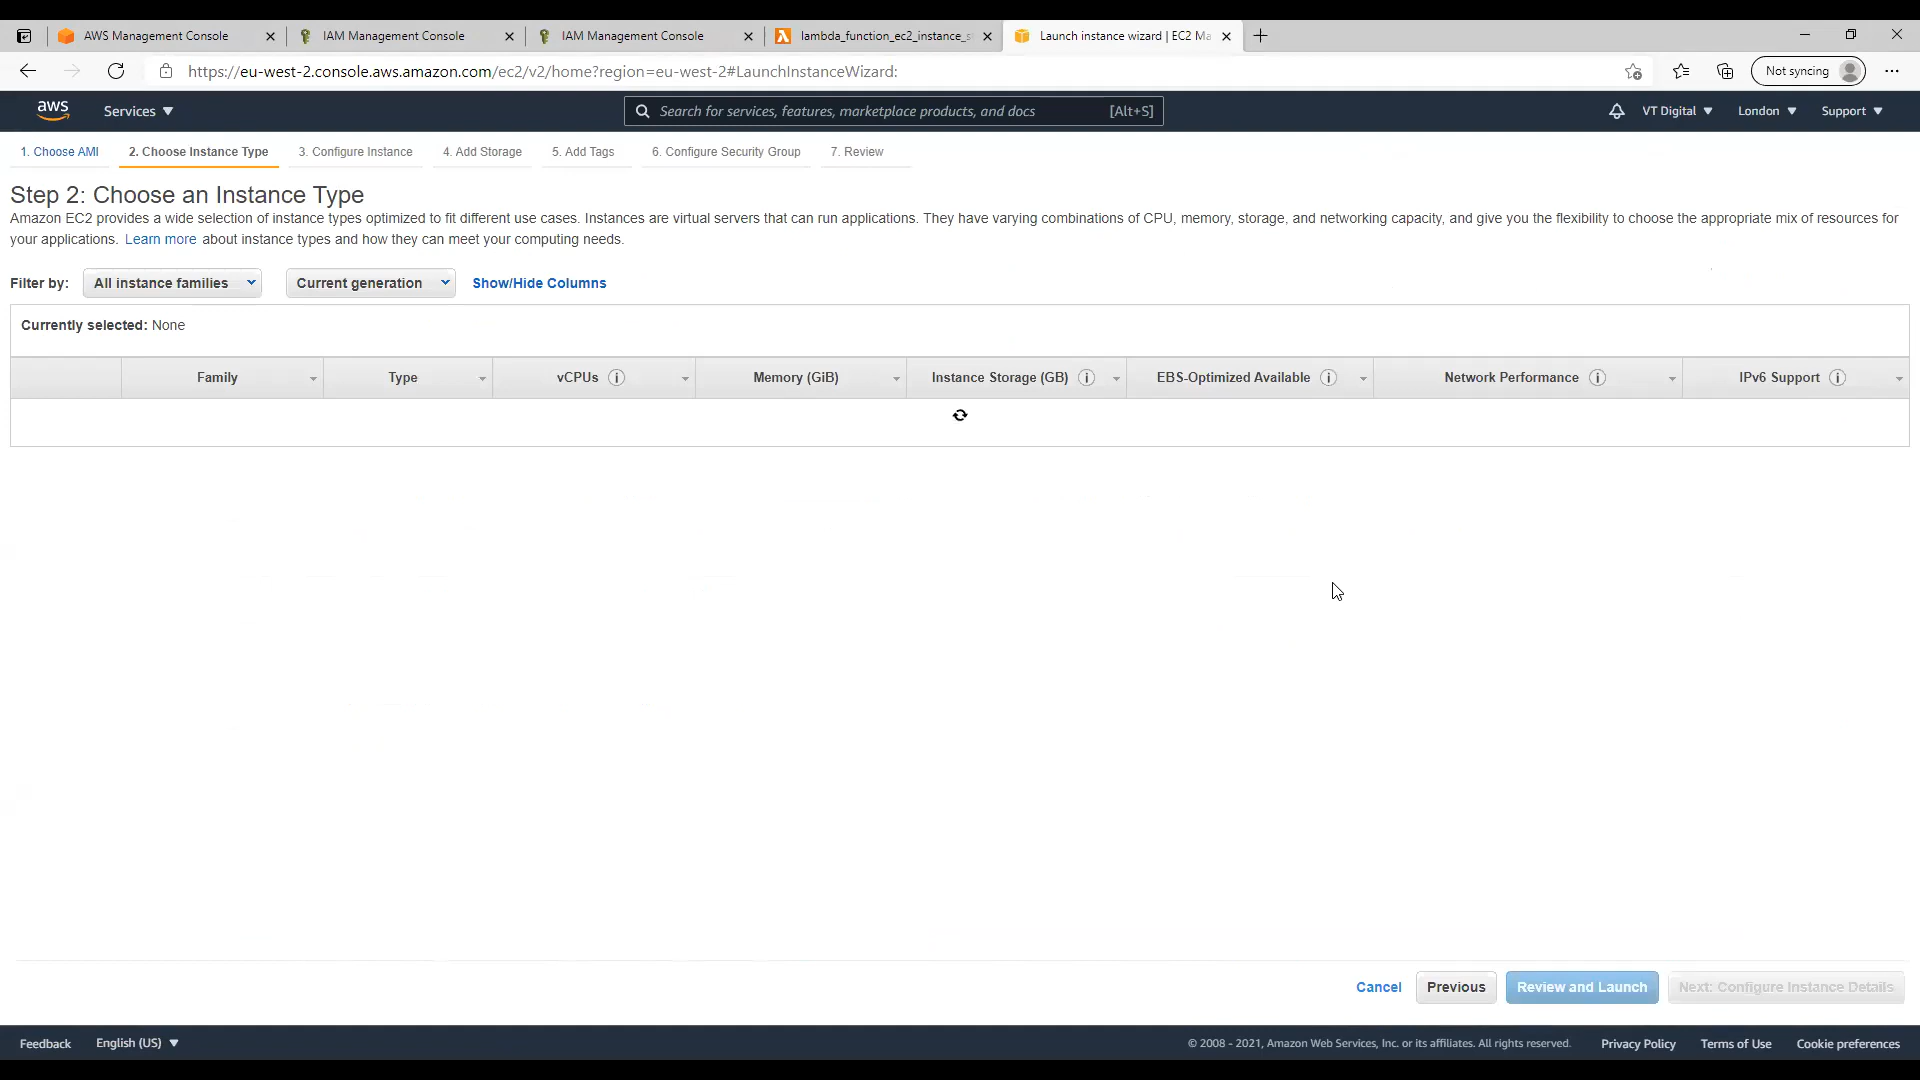 AWS Management Console
IAM Management Console
IAM Management Console
lambda_function_ec2_instance_s
Launch instance wizard | EC2 Ma
https://eu-west-2.console.aws.amazon.com/ec2/v2/home?region=eu-west-2#LaunchInstanceWizard:
Not syncing
aws
Services
Search for services, features, marketplace products, and docs
[Alt+S]
VT Digital
London
Support
1. Choose AMI
2. Choose Instance Type
3. Configure Instance
4. Add Storage
5. Add Tags
6. Configure Security Group
7. Review
Step 2: Choose an Instance Type
Amazon EC2 provides a wide selection of instance types optimized to fit different use cases. Instances are virtual servers that can run applications. They have varying combinations of CPU, memory, storage, and networking capacity, and give you the flexibility to choose the appropriate mix of resources for
your applications. Learn more about instance types and how they can meet your computing needs.
Filter by:
All instance families
Current generation
Show/Hide Columns
Currently selected: None
Family
Type
vCPUs
Memory (GiB)
Instance Storage (GB)
EBS-Optimized Available
Network Performance
IPv6 Support
Cancel
Previous
Review and Launch
Next: Configure Instance Details
Feedback
English (US)
© 2008 - 2021, Amazon Web Services, Inc. or its affiliates. All rights reserved.
Privacy Policy
Terms of Use
Cookie preferences